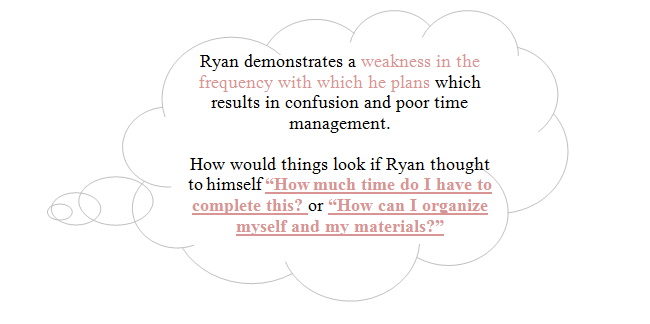 Ryan demonstrates a weakness in the
frequency with which he plans which
results in confusion and poor time
management.
How would things look if Ryan thought
to himself “How much time do I have to
complete this? or “How can I organize
myself and my materials?”